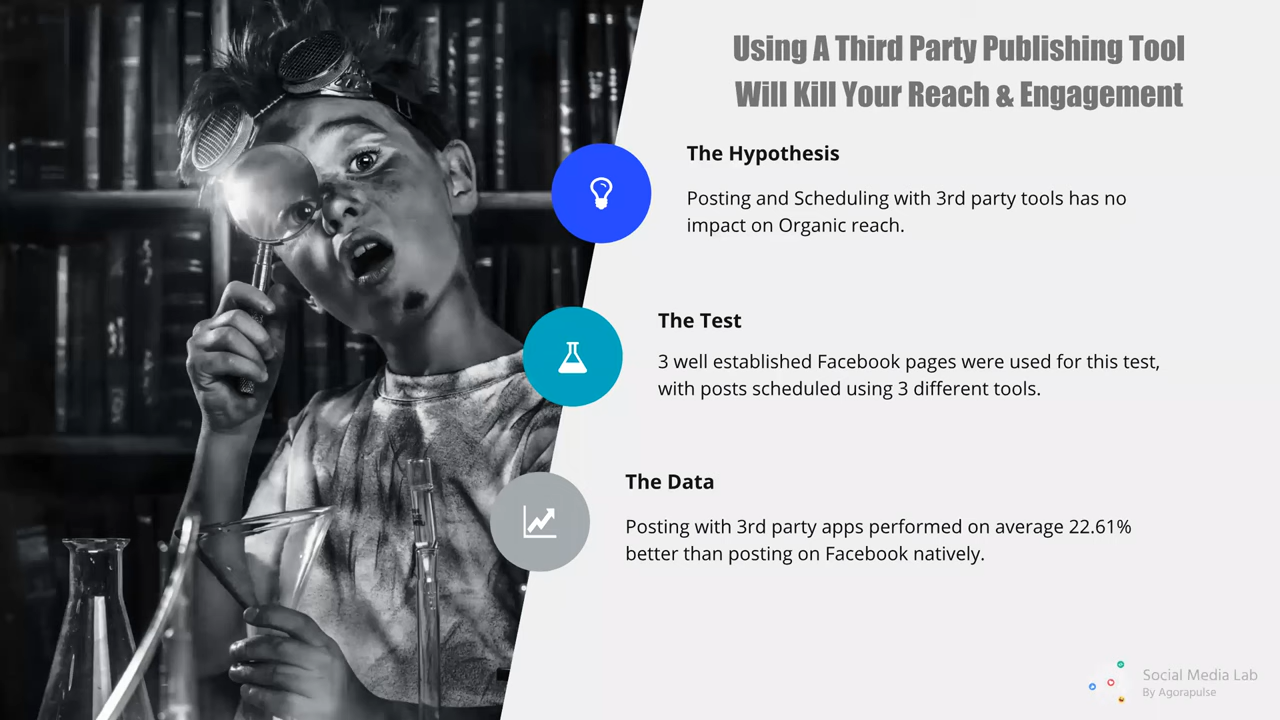 Using A Third Party Publishing Tool
Will Kill Your Reach & Engagement
The Hypothesis
Posting and Scheduling with 3rd party tools has no
impact on Organic reach.
The Test
3 well established Facebook pages were used for this test,
with posts scheduled using 3 different tools.
The Data
Posting with 3rd party apps performed on average 22.61%
better than posting on Facebook natively.
Social Media Lab
By Agorapulse